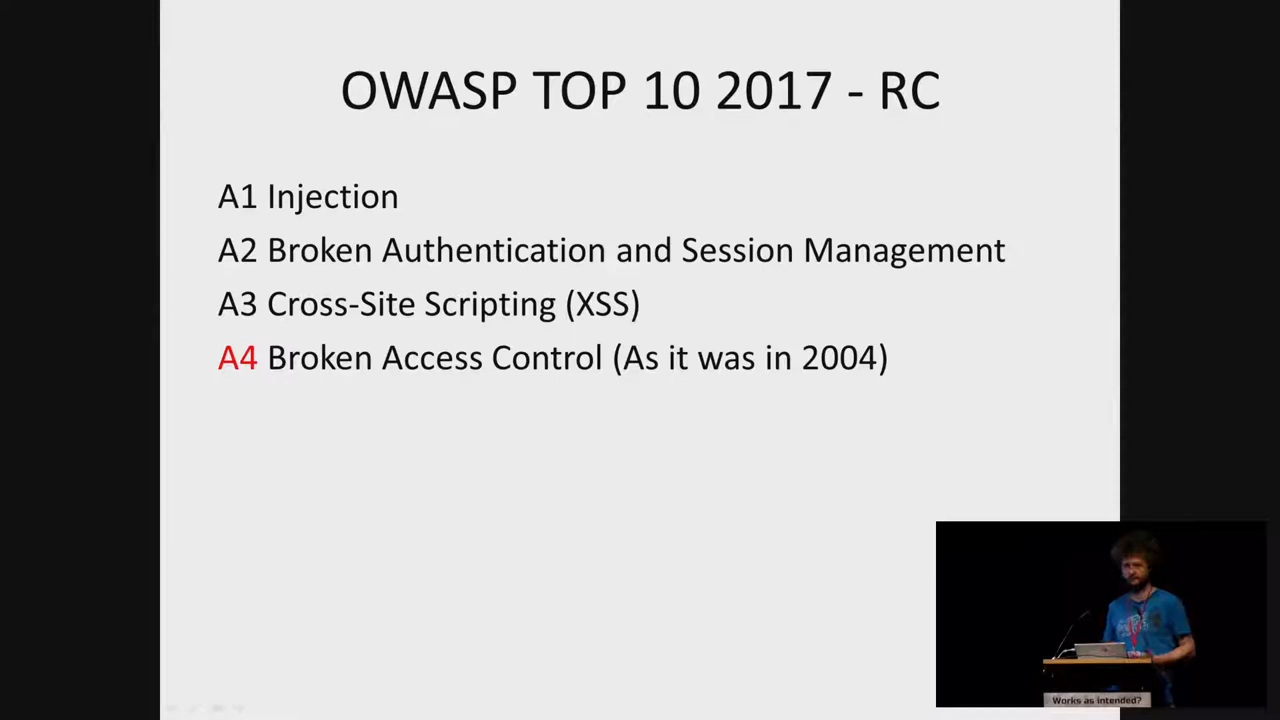 OWASP TOP 10 2017 - RC
A1 Injection
A2 Broken Authentication and Session Management
A3 Cross-Site Scripting (XSS)
A4 Broken Access Control (As it was in 2004)
Works as intended?